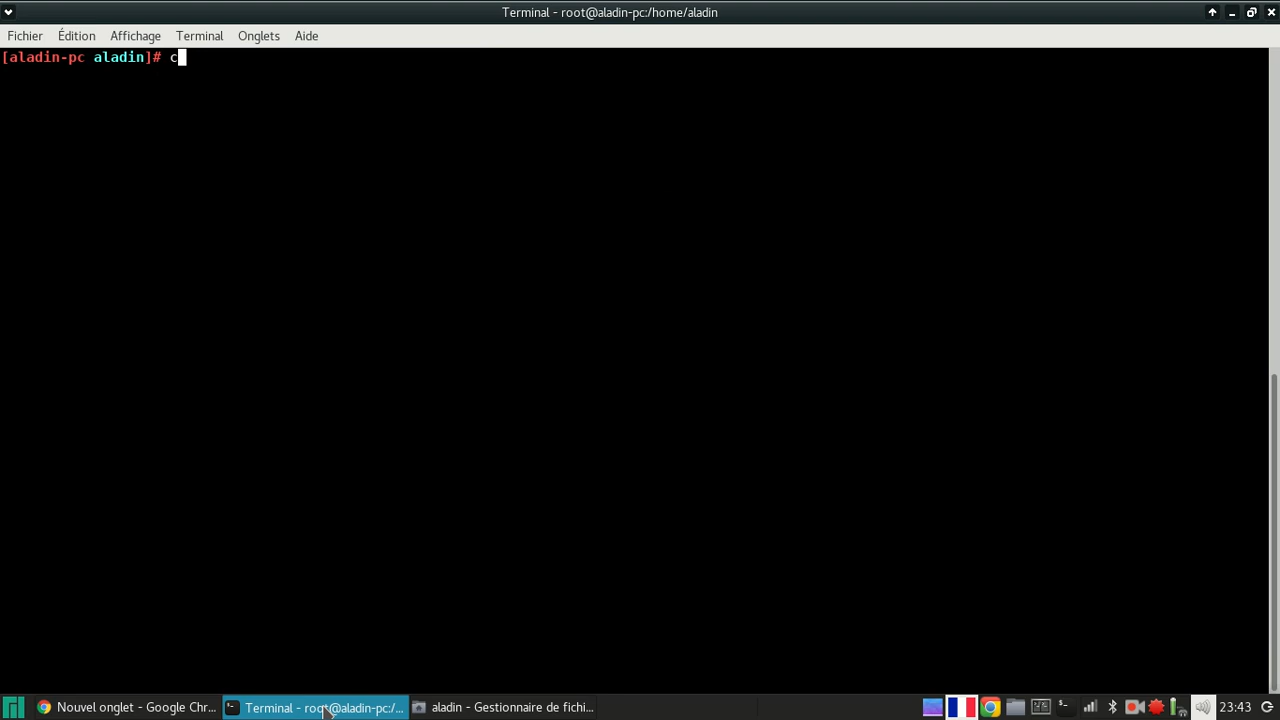 Terminal - root@aladin-pc:/home/aladin
Fichier Édition Affichage Terminal Onglets Aide
[aladin-pc aladin]# c
Nouvel onglet - Google Chr... Terminal - root@aladin-pc:/... aladin - Gestionnaire de fichi... 23:43